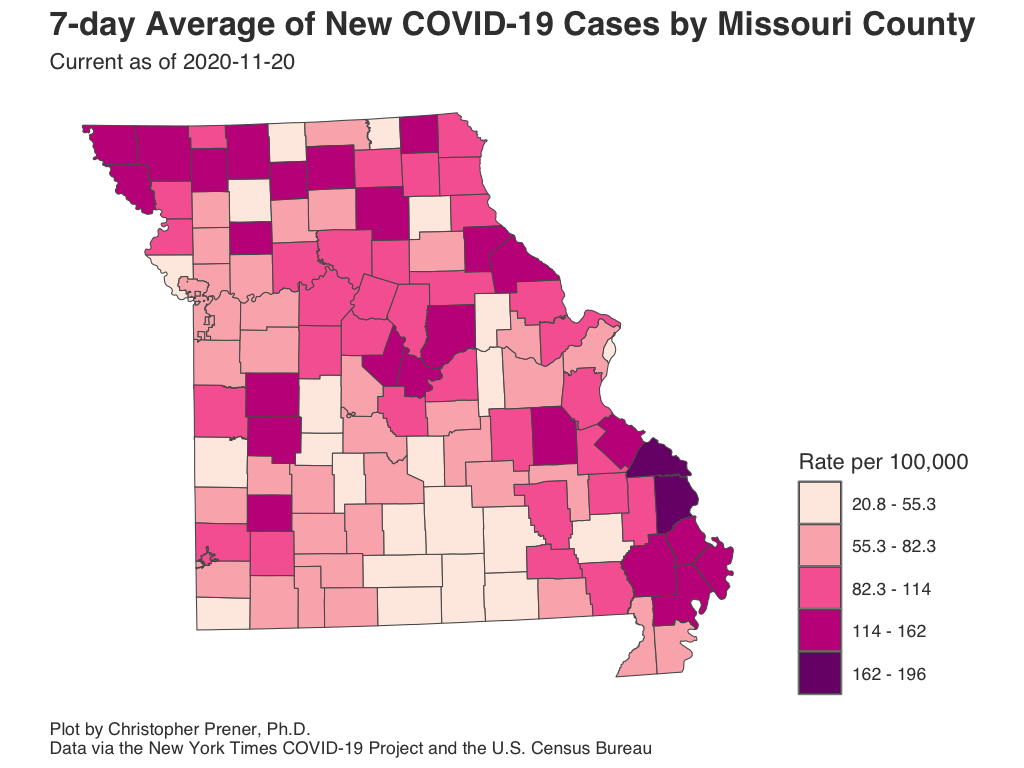 7-day Average of New COVID-19 Cases by Missouri County
Current as of 2020-11-20
Rate per 100,000
20.8 - 55.3
55.3 - 82.3
82.3 - 114
114 - 162
162 - 196
Plot by Christopher Prener, Ph.D.
Data via the New York Times COVID-19 Project and the U.S. Census Bureau